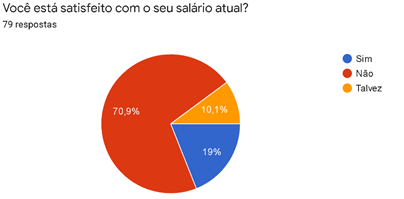 Você está satisfeito com o seu salário atual?
79 respostas
Sim
Não
Talvez
70,9%
10,1%
19%